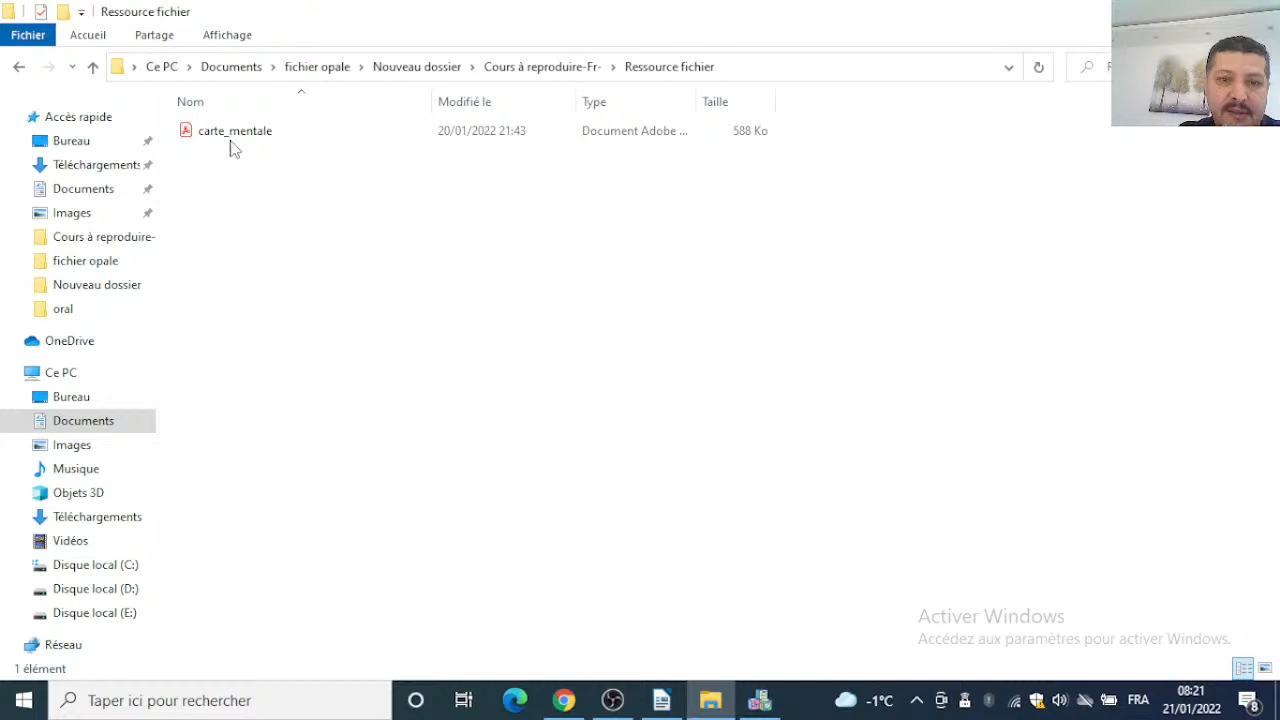 Ressource fichier
Fichier Accueil Partage Affichage
Ce PC Documents fichier opale Nouveau dossier Cours à reproduire-Fr- Ressource fichier
Nom Modifié le Type Taille
carte_mentale 20/01/2022 21:43 Document Adobe ... 588 Ko
Accès rapide
Bureau
Téléchargements
Documents
Images
Cours à reproduire-
fichier opale
Nouveau dossier
oral
OneDrive
Ce PC
Bureau
Documents
Images
Musique
Objets 3D
Téléchargements
Vidéos
Disque local (C:)
Disque local (D:)
Disque local (E:)
Réseau
Activer Windows
Accédez aux paramètres pour activer Windows.
1 élément
Taper ici pour rechercher
-1°C
FRA
08:21
21/01/2022
8